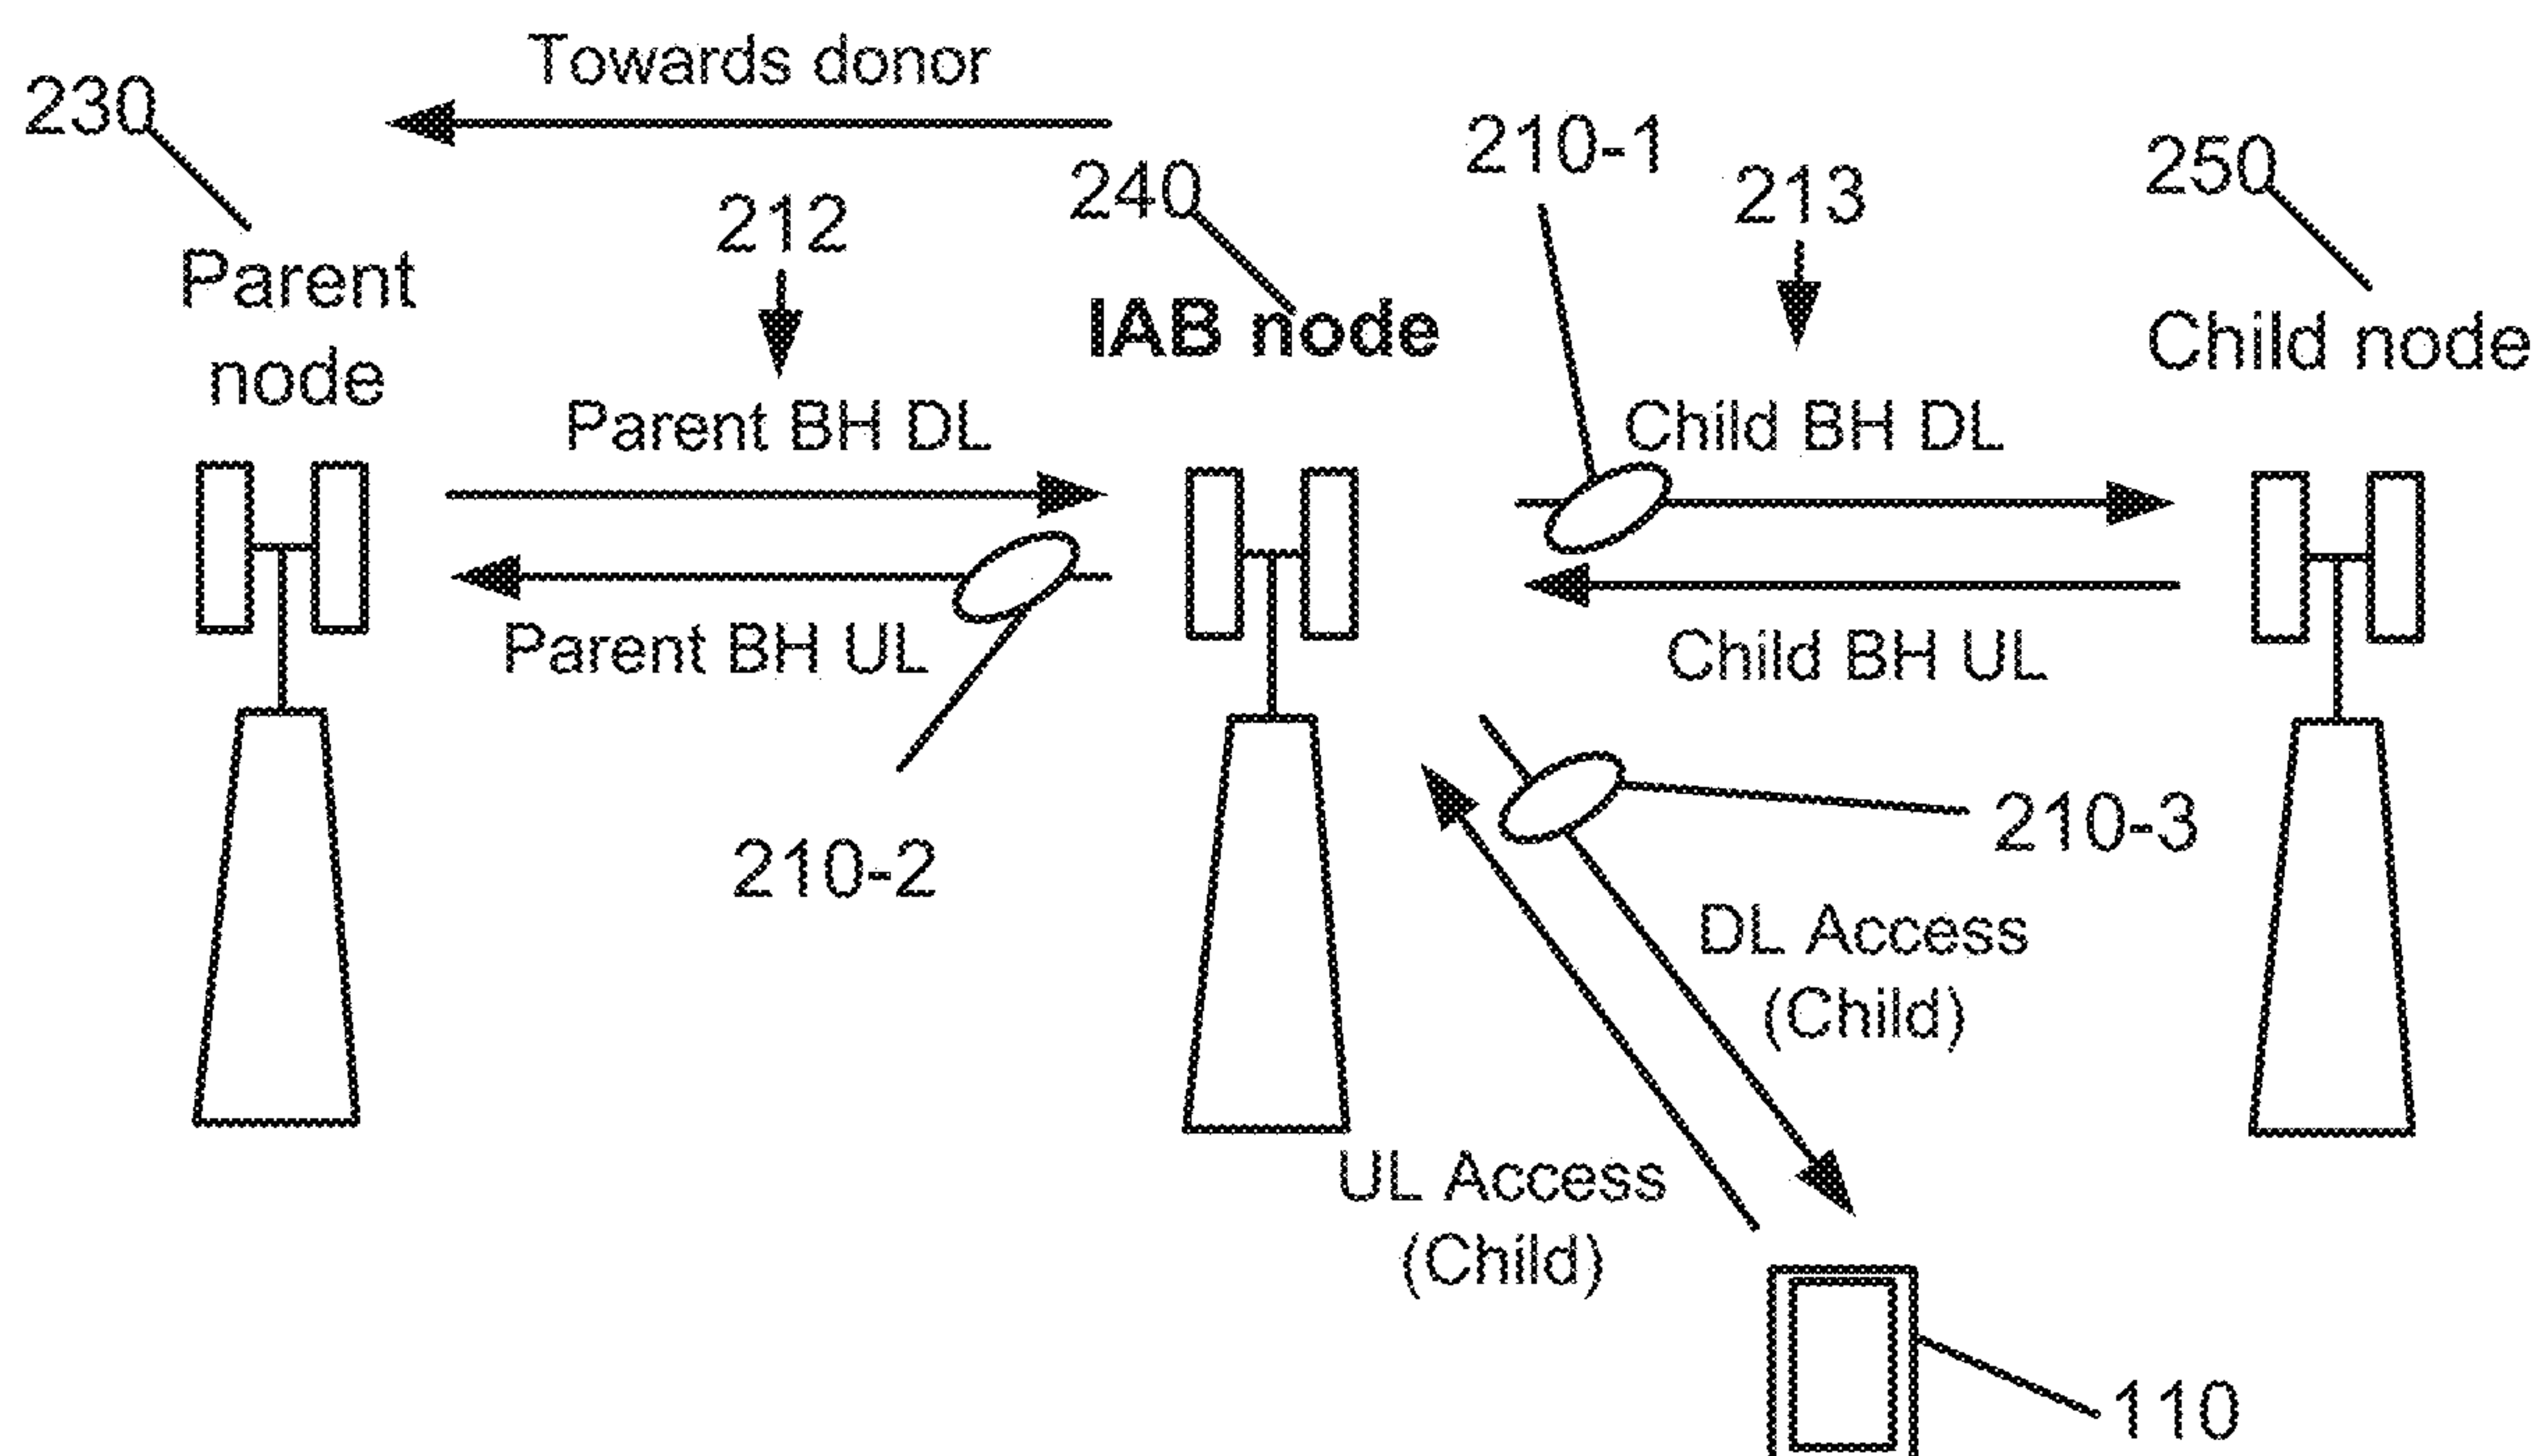 Towards donor
230
210-1
250
240
213
212
Parent
node
IAB node
Child node
Parent BH DL
Child BH DL
Parent BH UL
Child BH UL
210-2
210-3
DL Access
(Child)
UL Access
(Child)
110